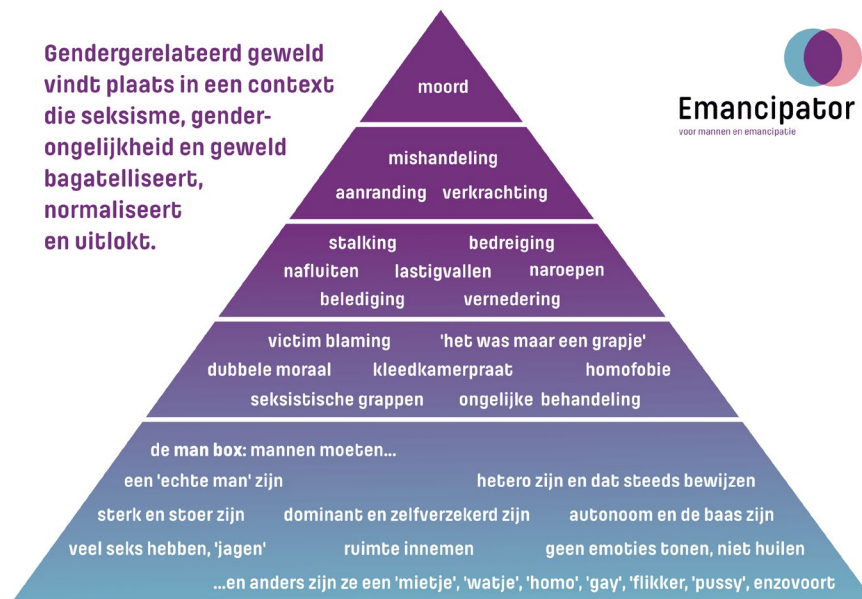 Gendergerelateerd geweld
vindt plaats in een context
die seksisme, gender-
ongelijkheid en geweld
bagatelliseert,
normaliseert
en uitlokt.
Emancipator
voor mannen en emancipatie
moord
mishandeling
aanranding verkrachting
stalking bedreiging
nafluiten lastigvallen naroepen
belediging vernedering
victim blaming 'het was maar een grapje'
dubbele moraal kleedkamerpraat homofobie
seksistische grappen ongelijke behandeling
de man box: mannen moeten...
een 'echte man' zijn hetero zijn en dat steeds bewijzen
sterk en stoer zijn dominant en zelfverzekerd zijn autonoom en de baas zijn
veel seks hebben, 'jagen' ruimte innemen geen emoties tonen, niet huilen
...en anders zijn ze een 'mietje', 'watje', 'homo', 'gay', 'flikker, 'pussy', enzovoort